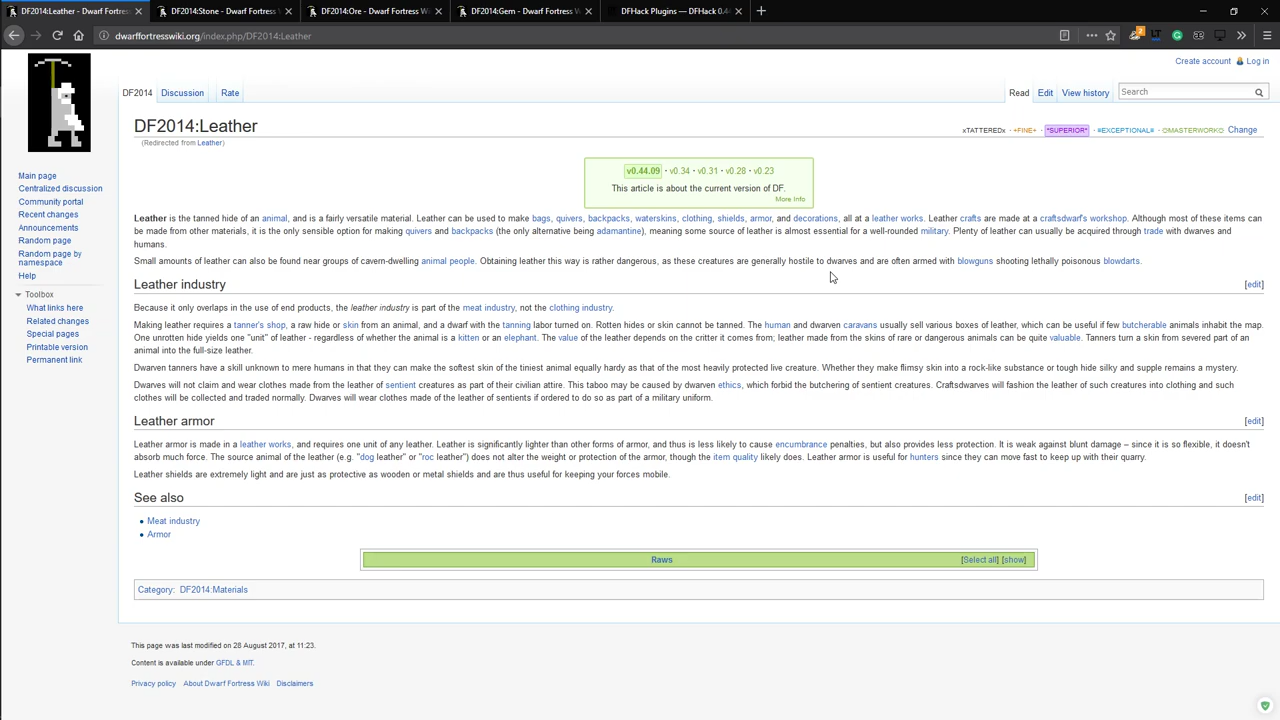 DF2014:Leather - Dwarf Fortress
DF2014:Stone - Dwarf Fortress
DF2014:Ore - Dwarf Fortress Wi
DF2014:Gem - Dwarf Fortress W
DFHack Plugins — DFHack 0.4
dwarffortresswiki.org/index.php/DF2014:Leather
2
Create account Log in
DF2014 Discussion Rate
Read Edit View history Search
DF2014:Leather
(Redirected from Leather)
xTATTEREDx · +FINE+ · *SUPERIOR* · ≡EXCEPTIONAL≡ · ☼MASTERWORK☼ Change
v0.44.09 · v0.34 · v0.31 · v0.28 · v0.23
This article is about the current version of DF.
More Info
Main page
Centralized discussion
Community portal
Recent changes
Announcements
Random page
Random page by
namespace
Help
Toolbox
What links here
Related changes
Special pages
Printable version
Permanent link
Leather is the tanned hide of an animal, and is a fairly versatile material. Leather can be used to make bags, quivers, backpacks, waterskins, clothing, shields, armor, and decorations, all at a leather works. Leather crafts are made at a craftsdwarf's workshop. Although most of these items can
be made from other materials, it is the only sensible option for making quivers and backpacks (the only alternative being adamantine), meaning some source of leather is almost essential for a well-rounded military. Plenty of leather can usually be acquired through trade with dwarves and
humans.
Small amounts of leather can also be found near groups of cavern-dwelling animal people. Obtaining leather this way is rather dangerous, as these creatures are generally hostile to dwarves and are often armed with blowguns shooting lethally poisonous blowdarts.
Leather industry [edit]
Because it only overlaps in the use of end products, the leather industry is part of the meat industry, not the clothing industry.
Making leather requires a tanner's shop, a raw hide or skin from an animal, and a dwarf with the tanning labor turned on. Rotten hides or skin cannot be tanned. The human and dwarven caravans usually sell various boxes of leather, which can be useful if few butcherable animals inhabit the map.
One unrotten hide yields one "unit" of leather - regardless of whether the animal is a kitten or an elephant. The value of the leather depends on the critter it comes from; leather made from the skins of rare or dangerous animals can be quite valuable. Tanners turn a skin from severed part of an
animal into the full-size leather.
Dwarven tanners have a skill unknown to mere humans in that they can make the softest skin of the tiniest animal equally hardy as that of the most heavily protected live creature. Whether they make flimsy skin into a rock-like substance or tough hide silky and supple remains a mystery.
Dwarves will not claim and wear clothes made from the leather of sentient creatures as part of their civilian attire. This taboo may be caused by dwarven ethics, which forbid the butchering of sentient creatures. Craftsdwarves will fashion the leather of such creatures into clothing and such
clothes will be collected and traded normally. Dwarves will wear clothes made of the leather of sentients if ordered to do so as part of a military uniform.
Leather armor [edit]
Leather armor is made in a leather works, and requires one unit of any leather. Leather is significantly lighter than other forms of armor, and thus is less likely to cause encumbrance penalties, but also provides less protection. It is weak against blunt damage – since it is so flexible, it doesn't
absorb much force. The source animal of the leather (e.g. "dog leather" or "roc leather") does not alter the weight or protection of the armor, though the item quality likely does. Leather armor is useful for hunters since they can move fast to keep up with their quarry.
Leather shields are extremely light and are just as protective as wooden or metal shields and are thus useful for keeping your forces mobile.
See also [edit]
Meat industry
Armor
Raws [Select all] [show]
Category: DF2014:Materials
This page was last modified on 28 August 2017, at 11:23.
Content is available under GFDL & MIT.
Privacy policy About Dwarf Fortress Wiki Disclaimers